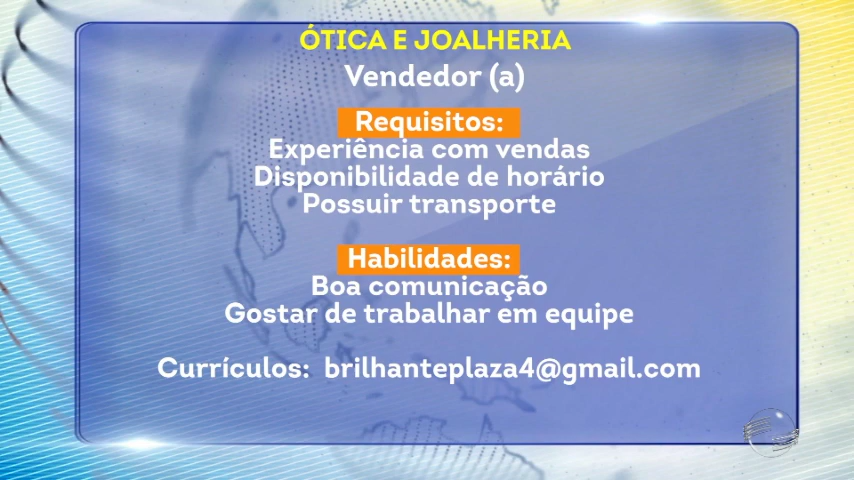 ÓTICA E JOALHERIA
Vendedor (a)
Requisitos:
Experiência com vendas
Disponibilidade de horário
Possuir transporte
Habilidades:
Boa comunicação
Gostar de trabalhar em equipe
Currículos: brilhanteplaza4@gmail.com